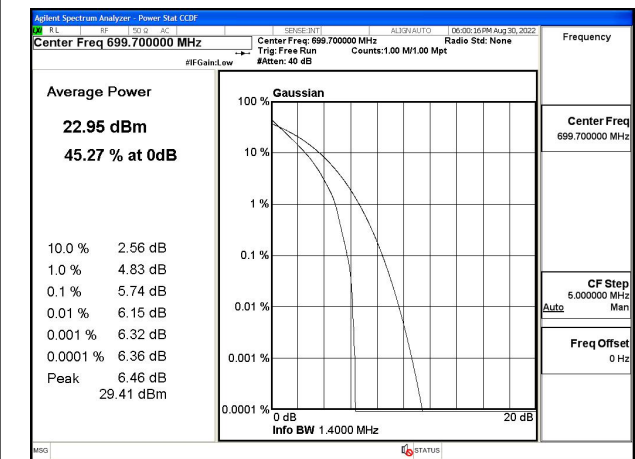 Agilent Spectrum Analyzer - Power Stat CCDF
LXI RL RF 50 Ω AC SENSE:INT ALIGN AUTO 06:00:16 PM Aug 30, 2022
Center Freq 699.700000 MHz
Center Freq: 699.700000 MHz Radio Std: None
Trig: Free Run Counts:1.00 M/1.00 Mpt
#IFGain:Low #Atten: 40 dB
Frequency
Average Power
22.95 dBm
45.27 % at 0dB
10.0 % 2.56 dB
1.0 % 4.83 dB
0.1 % 5.74 dB
0.01 % 6.15 dB
0.001 % 6.32 dB
0.0001 % 6.36 dB
Peak 6.46 dB
29.41 dBm
Gaussian
100 %
10 %
1 %
0.1 %
0.01 %
0.001 %
0.0001 %
0 dB 20 dB
Info BW 1.4000 MHz
Center Freq
699.700000 MHz
CF Step
5.000000 MHz
Auto Man
Freq Offset
0 Hz
MSG STATUS